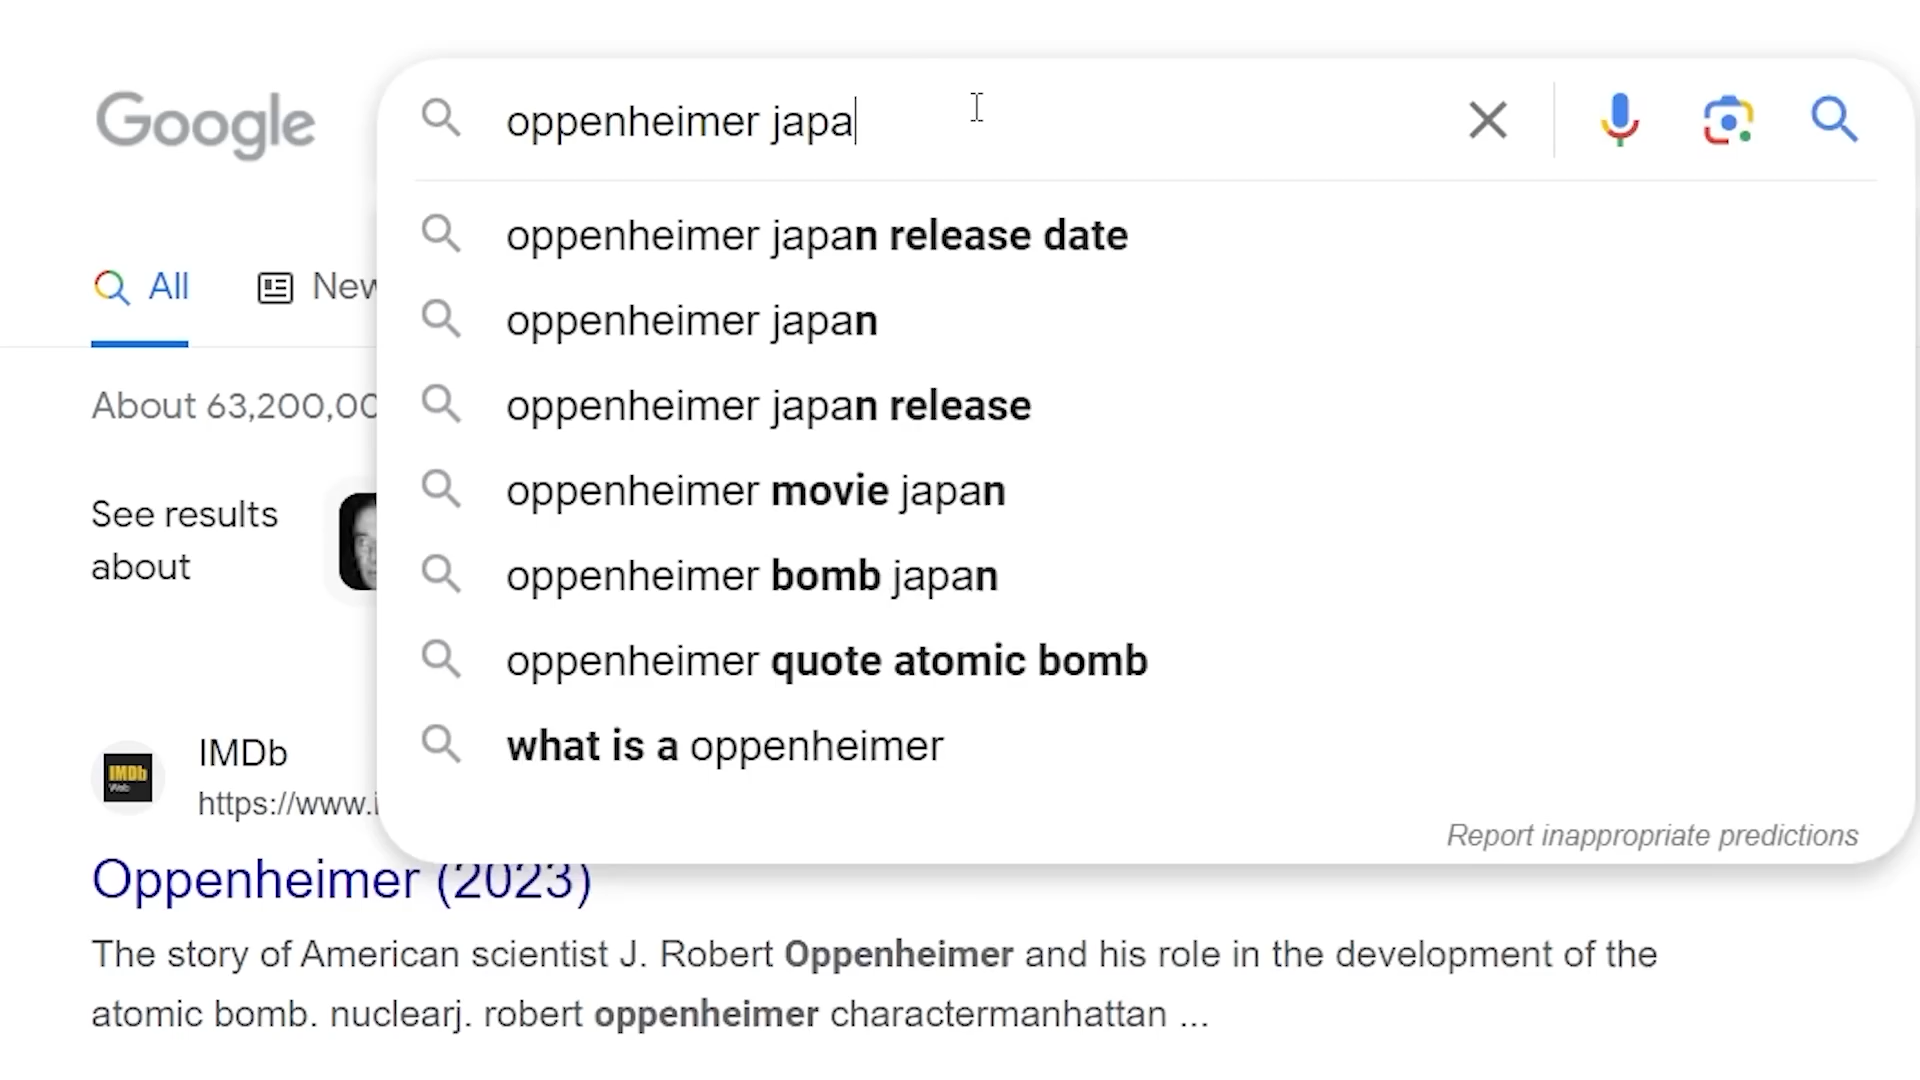 Google
oppenheimer japa
oppenheimer japan release date
All
New
oppenheimer japan
About 63,200,00
oppenheimer japan release
See results
about
oppenheimer movie japan
oppenheimer bomb japan
oppenheimer quote atomic bomb
what is a oppenheimer
IMDb
Web
IMDb
https://www.i
Report inappropriate predictions
Oppenheimer (2023)
The story of American scientist J. Robert Oppenheimer and his role in the development of the
atomic bomb. nuclearj. robert oppenheimer charactermanhattan ...